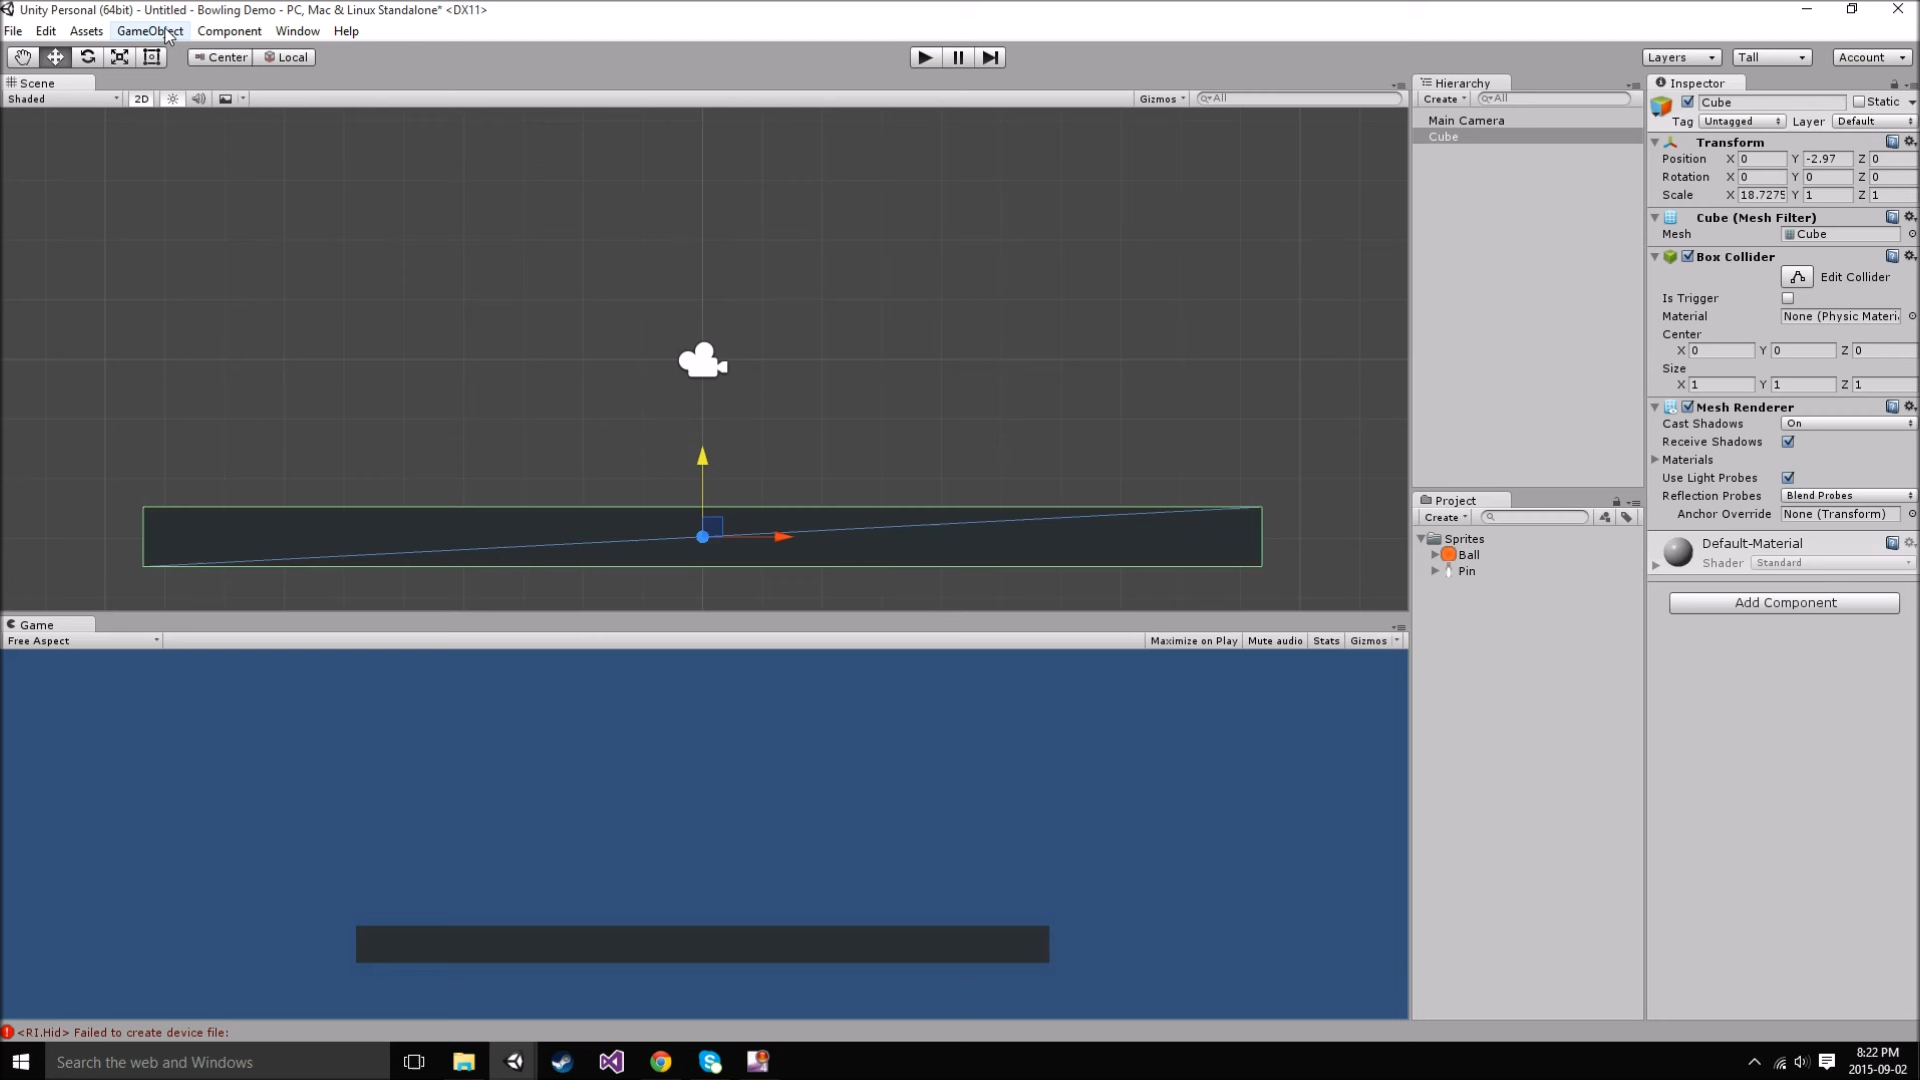 Unity Personal (64bit) - Untitled - Bowling Demo - PC, Mac & Linux Standalone* <DX11>
File Edit Assets GameObject Component Window Help
Center Local
Layers Tall Account
Scene
Shaded 2D Gizmos All
Hierarchy
Create All
Main Camera
Cube
Project
Create
Sprites
Ball
Pin
Inspector
Cube Static
Tag Untagged Layer Default
Transform
Position X 0 Y -2.97 Z 0
Rotation X 0 Y 0 Z 0
Scale X 18.7275 Y 1 Z 1
Cube (Mesh Filter)
Mesh Cube
Box Collider
Edit Collider
Is Trigger
Material None (Physic Materi
Center
X 0 Y 0 Z 0
Size
X 1 Y 1 Z 1
Mesh Renderer
Cast Shadows On
Receive Shadows
Materials
Use Light Probes
Reflection Probes Blend Probes
Anchor Override None (Transform)
Default-Material
Shader Standard
Add Component
Game
Free Aspect Maximize on Play Mute audio Stats Gizmos
<RI.Hid> Failed to create device file:
Search the web and Windows
8:22 PM
2015-09-02